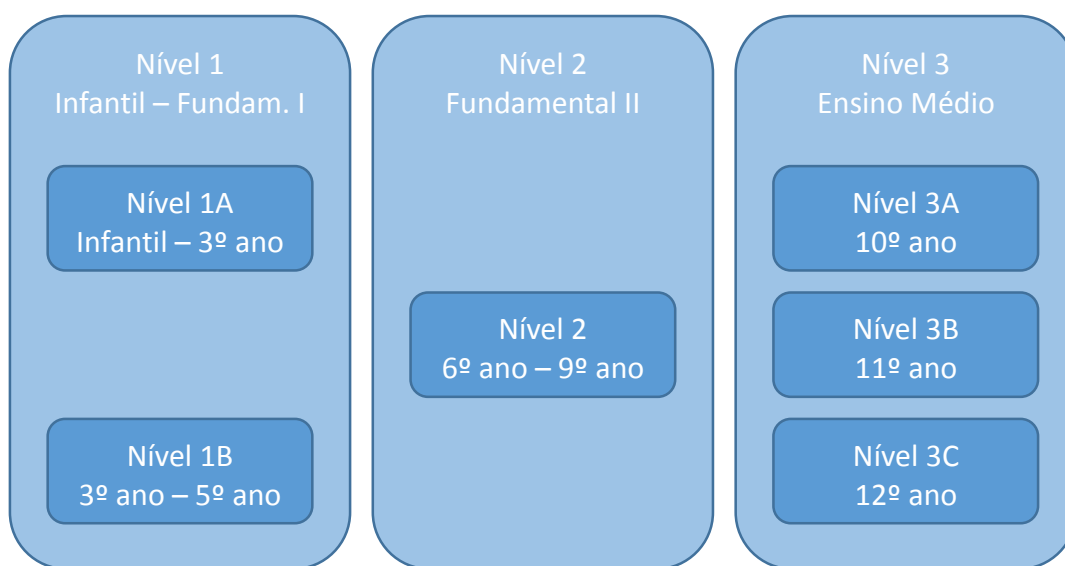 Nível 1
Infantil – Fundam. I
Nível 1A
Infantil – 3º ano
Nível 1B
3º ano – 5º ano
Nível 2
Fundamental II
Nível 2
6º ano – 9º ano
Nível 3
Ensino Médio
Nível 3A
10º ano
Nível 3B
11º ano
Nível 3C
12º ano